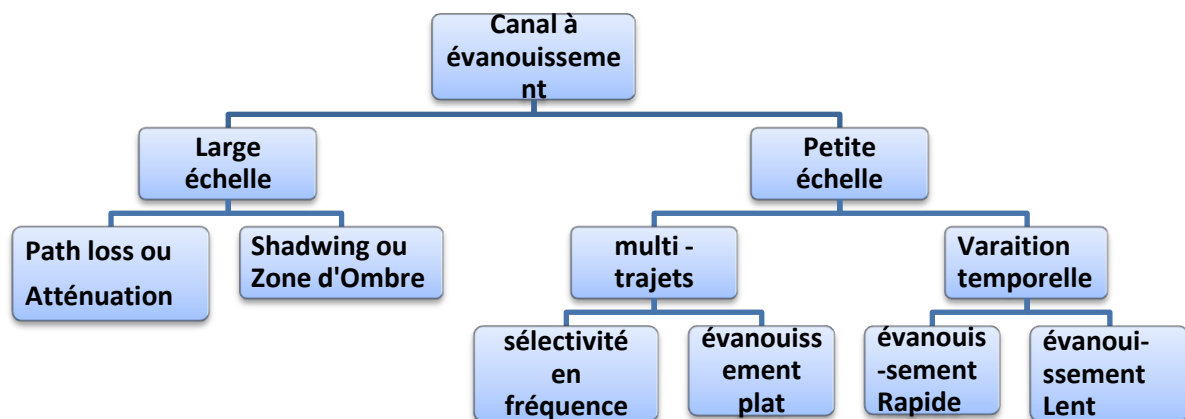 Canal à
évanouisseme
nt
Large
échelle
Petite
échelle
Path loss ou
Atténuation
Shadwing ou
Zone d'Ombre
multi -
trajets
Varaition
temporelle
sélectivité
en
fréquence
évanouiss
ement
plat
évanouis
-sement
Rapide
évanoui-
ssement
Lent